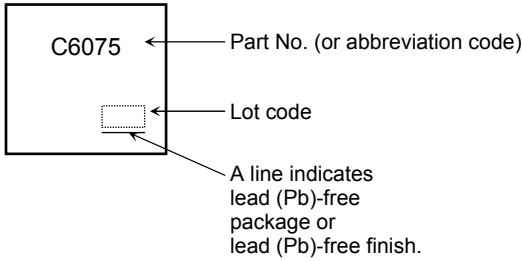 C6075
Part No. (or abbreviation code)
Lot code
A line indicates
lead (Pb)-free
package or
lead (Pb)-free finish.